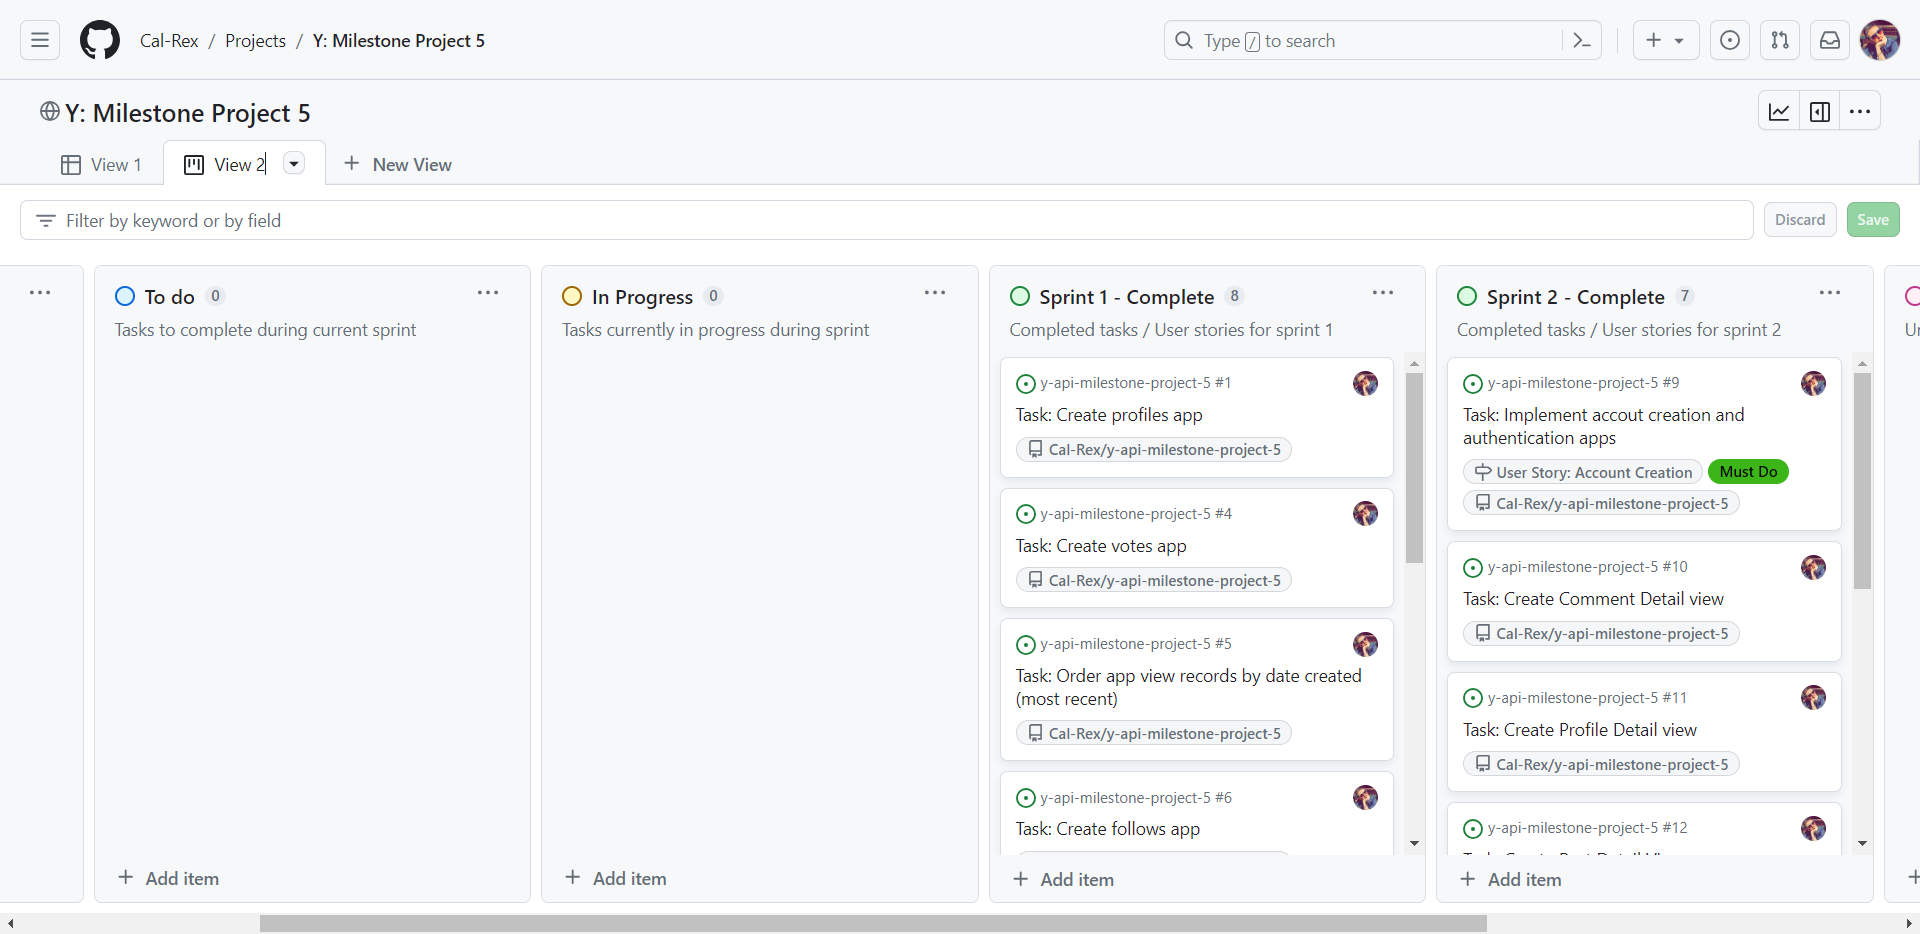 Cal-Rex / Projects / Y: Milestone Project 5
Type / to search
Y: Milestone Project 5
View 1
View 2
New View
Filter by keyword or by field
Discard
Save
To do 0
Tasks to complete during current sprint
Add item
In Progress 0
Tasks currently in progress during sprint
Add item
Sprint 1 - Complete 8
Completed tasks / User stories for sprint 1
y-api-milestone-project-5 #1
Task: Create profiles app
Cal-Rex/y-api-milestone-project-5
y-api-milestone-project-5 #4
Task: Create votes app
Cal-Rex/y-api-milestone-project-5
y-api-milestone-project-5 #5
Task: Order app view records by date created
(most recent)
Cal-Rex/y-api-milestone-project-5
y-api-milestone-project-5 #6
Task: Create follows app
Add item
Sprint 2 - Complete 7
Completed tasks / User stories for sprint 2
y-api-milestone-project-5 #9
Task: Implement accout creation and
authentication apps
User Story: Account Creation
Must Do
Cal-Rex/y-api-milestone-project-5
y-api-milestone-project-5 #10
Task: Create Comment Detail view
Cal-Rex/y-api-milestone-project-5
y-api-milestone-project-5 #11
Task: Create Profile Detail view
Cal-Rex/y-api-milestone-project-5
y-api-milestone-project-5 #12
Add item